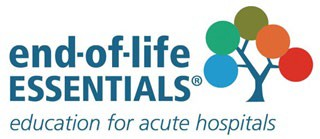 end-of-life
ESSENTIALS®
education for acute hospitals